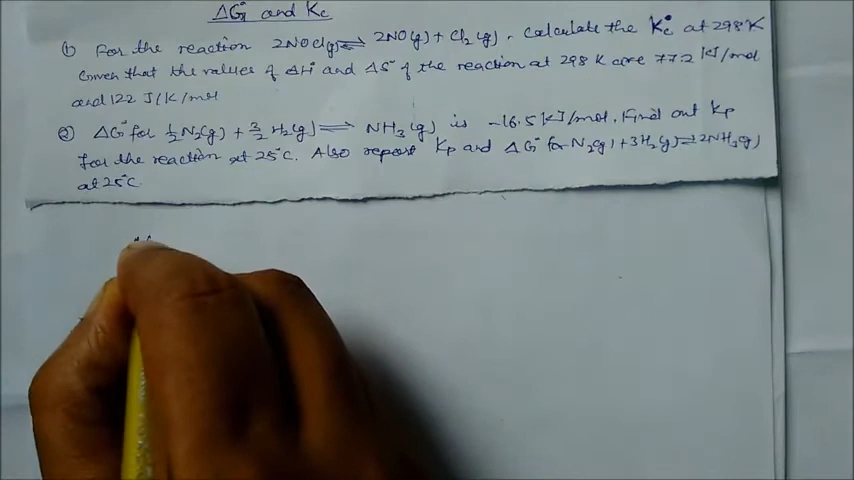 ΔG° and Kc
① For the reaction 2NOCl(g) ⇌ 2NO(g) + Cl₂(g). Calculate the Kc° at 298K
Given that the values of ΔH° and ΔS° of the reaction at 298 K are 77.2 KJ/mol
and 122 J/K/mol
② ΔG° for 1/2 N₂(g) + 3/2 H₂(g) ⇌ NH₃(g) is -16.5 KJ/mol. Find out Kp
for the reaction at 25°C. Also report Kp and ΔG° for N₂(g) + 3H₂(g) ⇌ 2NH₃(g)
at 25°C.